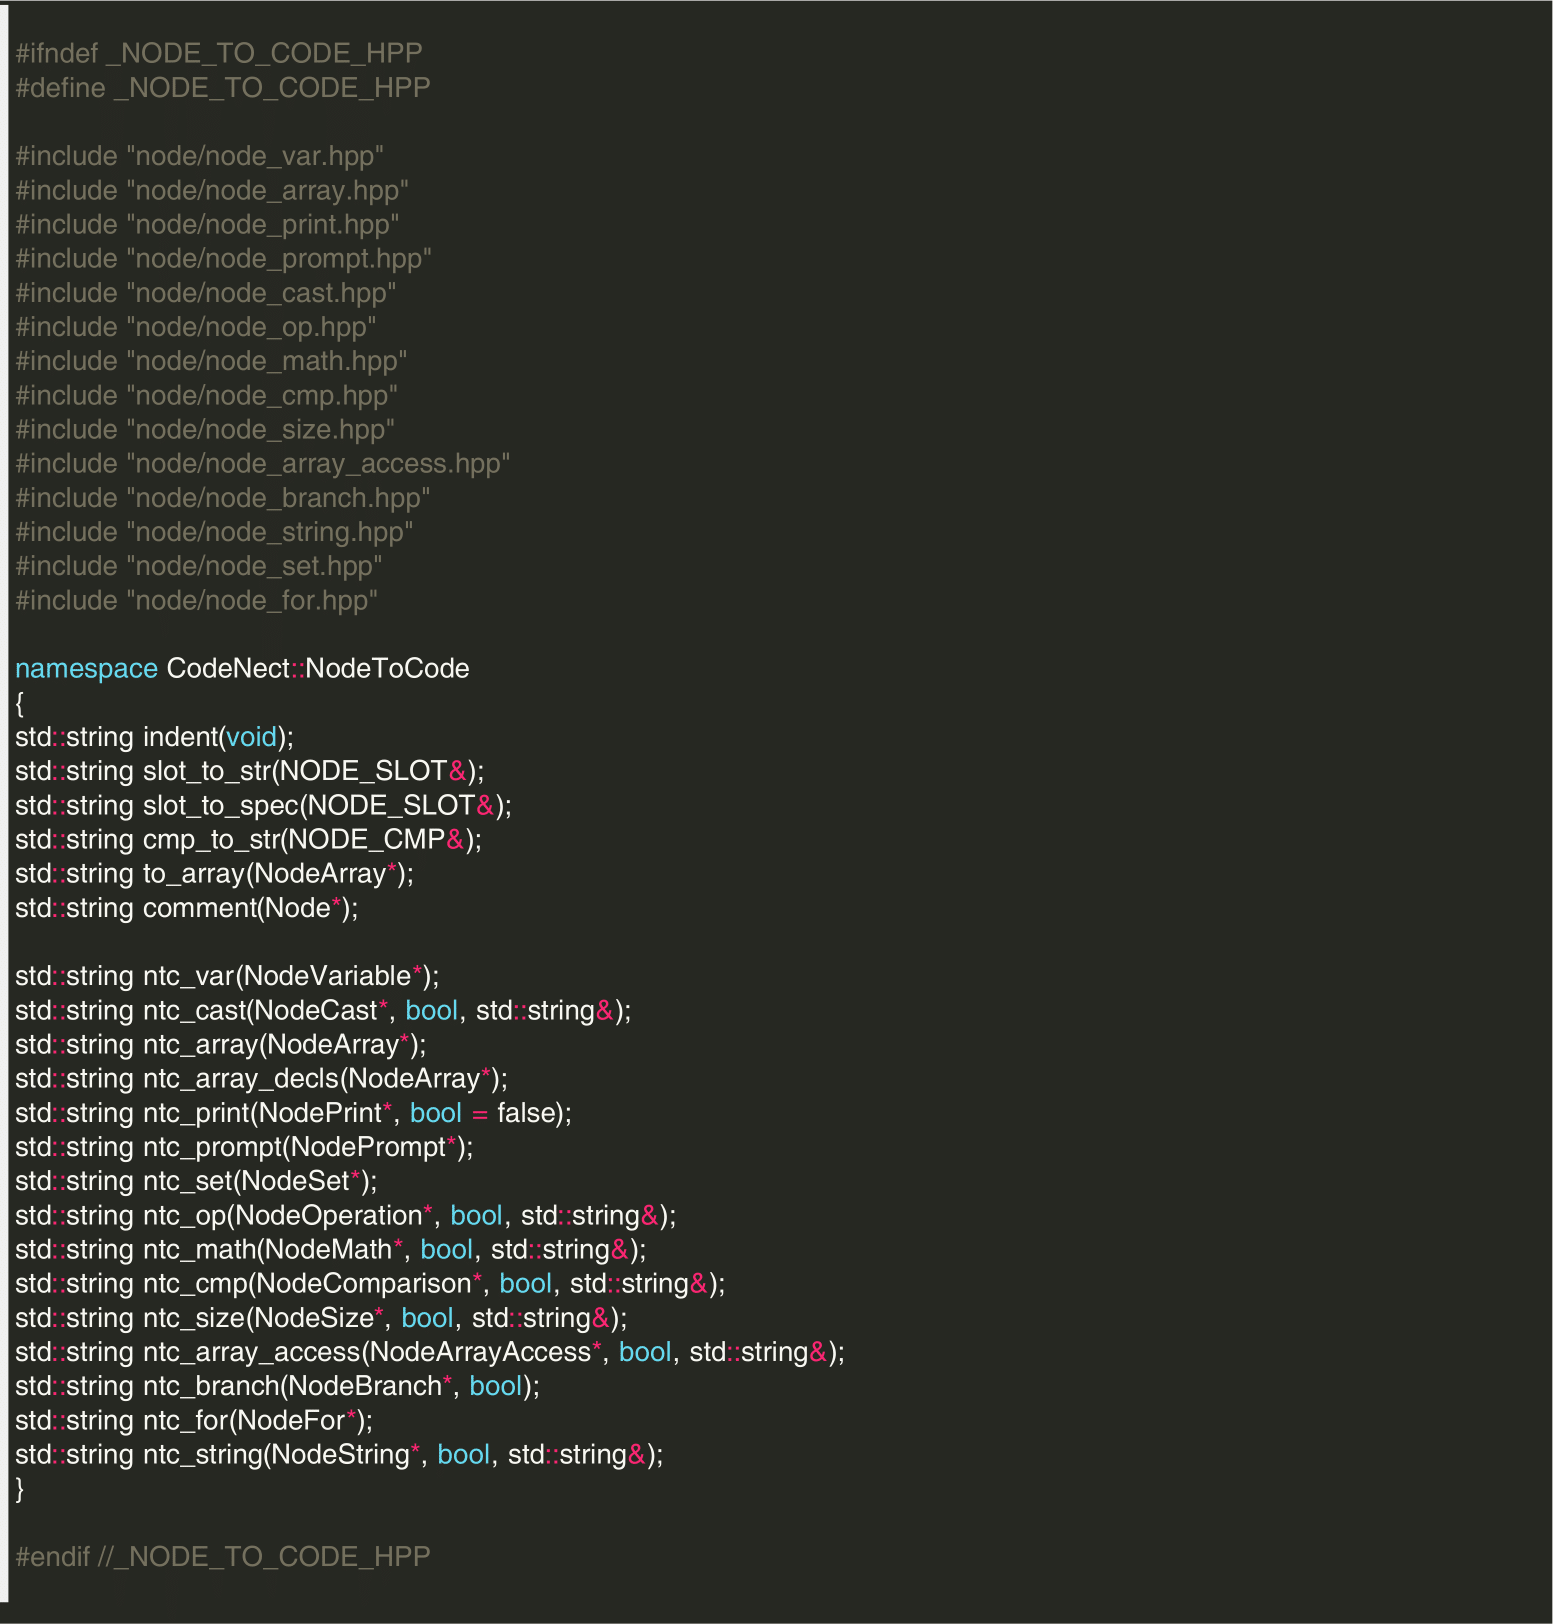 #ifndef _NODE_TO_CODE_HPP
#define _NODE_TO_CODE_HPP
#include "node/node_var.hpp"
#include "node/node_array.hpp"
#include "node/node_print.hpp"
#include "node/node_prompt.hpp"
#include "node/node_cast.hpp"
#include "node/node_op.hpp"
#include "node/node_math.hpp"
#include "node/node_cmp.hpp"
#include "node/node_size.hpp"
#include "node/node_array_access.hpp"
#include "node/node_branch.hpp"
#include "node/node_string.hpp"
#include "node/node_set.hpp"
#include "node/node_for.hpp"
namespace CodeNect::NodeToCode
{
std::string indent(void);
std::string slot_to_str(NODE_SLOT&);
std::string slot_to_spec(NODE_SLOT&);
std::string cmp_to_str(NODE_CMP&);
std::string to_array(NodeArray*);
std::string comment(Node*);
std::string ntc_var(NodeVariable*);
std::string ntc_cast(NodeCast*, bool, std::string&);
std::string ntc_array(NodeArray*);
std::string ntc_array_decls(NodeArray*);
std::string ntc_print(NodePrint*, bool = false);
std::string ntc_prompt(NodePrompt*);
std::string ntc_set(NodeSet*);
std::string ntc_op(NodeOperation*, bool, std::string&);
std::string ntc_math(NodeMath*, bool, std::string&);
std::string ntc_cmp(NodeComparison*, bool, std::string&);
std::string ntc_size(NodeSize*, bool, std::string&);
std::string ntc_array_access(NodeArrayAccess*, bool, std::string&);
std::string ntc_branch(NodeBranch*, bool);
std::string ntc_for(NodeFor*);
std::string ntc_string(NodeString*, bool, std::string&);
}
#endif //_NODE_TO_CODE_HPP